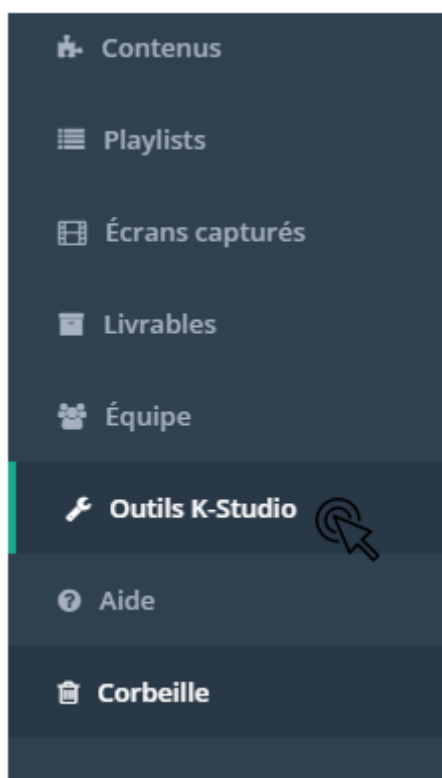 Contenus
Playlists
Écrans capturés
Livrables
Équipe
Outils K-Studio
Aide
Corbeille